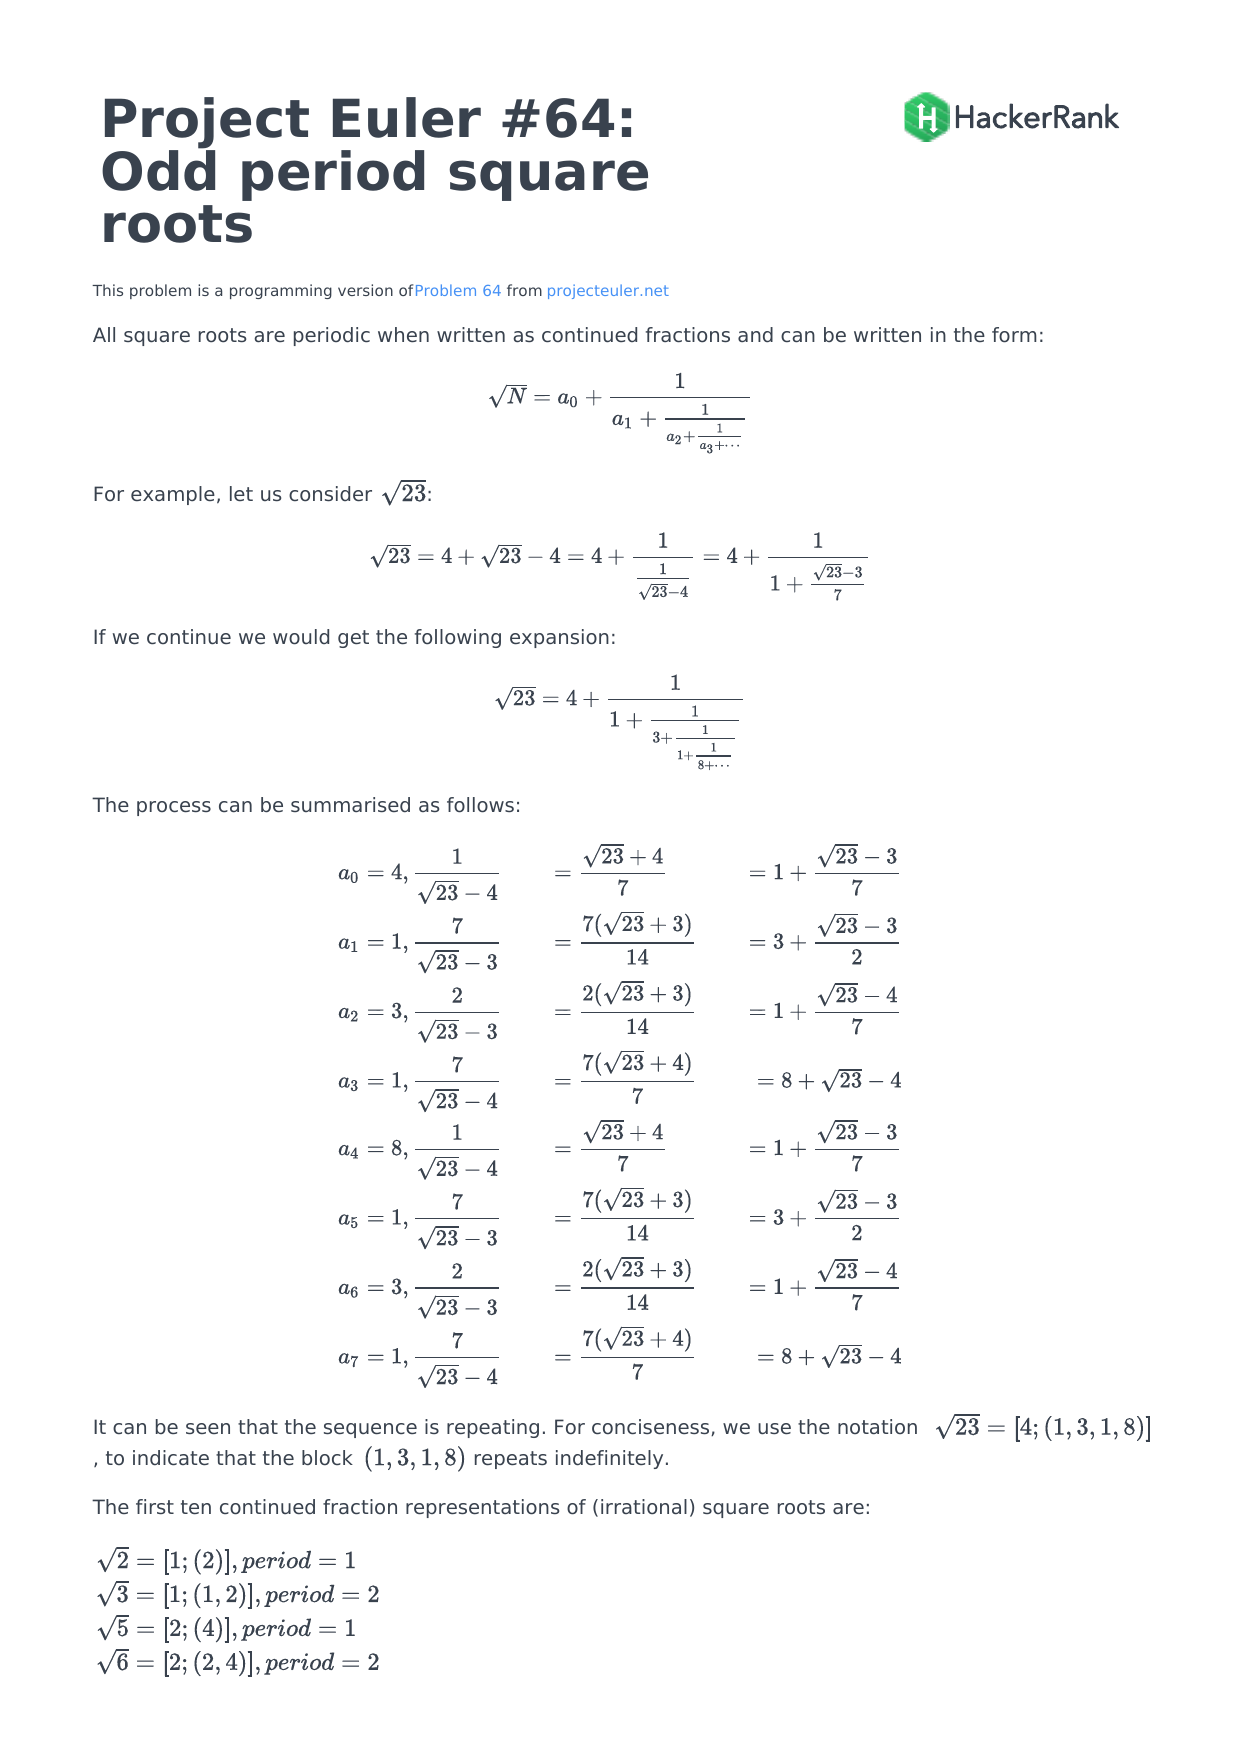 Project Euler #64:
Odd period square
roots
HackerRank
This problem is a programming version ofProblem 64 from projecteuler.net
All square roots are periodic when written as continued fractions and can be written in the form:
$\sqrt{N} = a_0 + \frac{1}{a_1 + \frac{1}{a_2 + \frac{1}{a_3 + \cdots}}}$
For example, let us consider $\sqrt{23}$:
$\sqrt{23} = 4 + \sqrt{23} - 4 = 4 + \frac{1}{\frac{1}{\sqrt{23}-4}} = 4 + \frac{1}{1 + \frac{\sqrt{23}-3}{7}}$
If we continue we would get the following expansion:
$\sqrt{23} = 4 + \frac{1}{1 + \frac{1}{3 + \frac{1}{1 + \frac{1}{8 + \cdots}}}}$
The process can be summarised as follows:
$a_0 = 4, \frac{1}{\sqrt{23}-4} = \frac{\sqrt{23}+4}{7} = 1 + \frac{\sqrt{23}-3}{7}$
$a_1 = 1, \frac{7}{\sqrt{23}-3} = \frac{7(\sqrt{23}+3)}{14} = 3 + \frac{\sqrt{23}-3}{2}$
$a_2 = 3, \frac{2}{\sqrt{23}-3} = \frac{2(\sqrt{23}+3)}{14} = 1 + \frac{\sqrt{23}-4}{7}$
$a_3 = 1, \frac{7}{\sqrt{23}-4} = \frac{7(\sqrt{23}+4)}{7} = 8 + \sqrt{23} - 4$
$a_4 = 8, \frac{1}{\sqrt{23}-4} = \frac{\sqrt{23}+4}{7} = 1 + \frac{\sqrt{23}-3}{7}$
$a_5 = 1, \frac{7}{\sqrt{23}-3} = \frac{7(\sqrt{23}+3)}{14} = 3 + \frac{\sqrt{23}-3}{2}$
$a_6 = 3, \frac{2}{\sqrt{23}-3} = \frac{2(\sqrt{23}+3)}{14} = 1 + \frac{\sqrt{23}-4}{7}$
$a_7 = 1, \frac{7}{\sqrt{23}-4} = \frac{7(\sqrt{23}+4)}{7} = 8 + \sqrt{23} - 4$
It can be seen that the sequence is repeating. For conciseness, we use the notation $\sqrt{23} = [4; (1, 3, 1, 8)]$
, to indicate that the block $(1, 3, 1, 8)$ repeats indefinitely.
The first ten continued fraction representations of (irrational) square roots are:
$\sqrt{2} = [1; (2)], period = 1$
$\sqrt{3} = [1; (1, 2)], period = 2$
$\sqrt{5} = [2; (4)], period = 1$
$\sqrt{6} = [2; (2, 4)], period = 2$